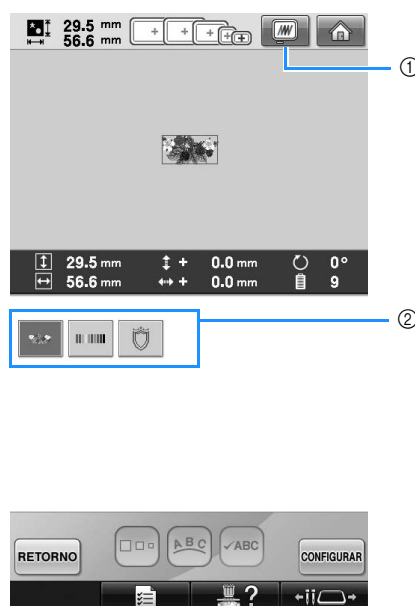 29.5 mm
56.6 mm
①
29.5 mm + 0.0 mm 0°
56.6 mm + 0.0 mm 9
②
RETORNO ABC ✓ABC CONFIGURAR
?